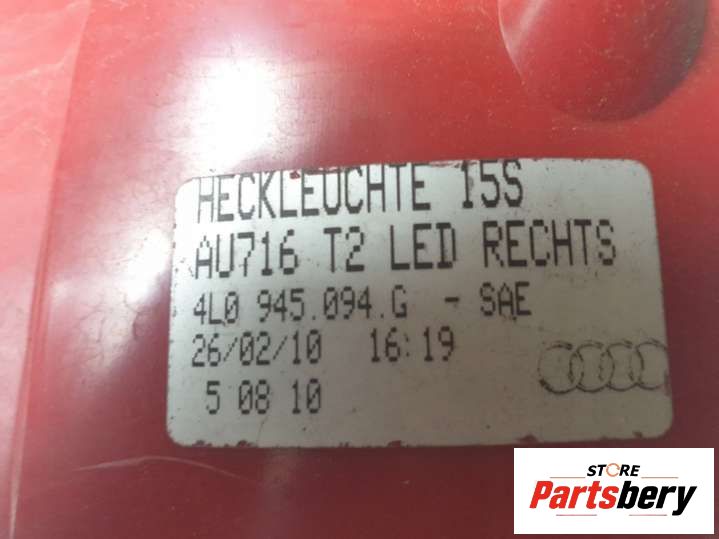 HECKLEUCHTE 15S
AU716 T2 LED RECHTS
4L0 945.094.G - SAE
26/02/10 16:19
5 08 10
STORE
Partsbery